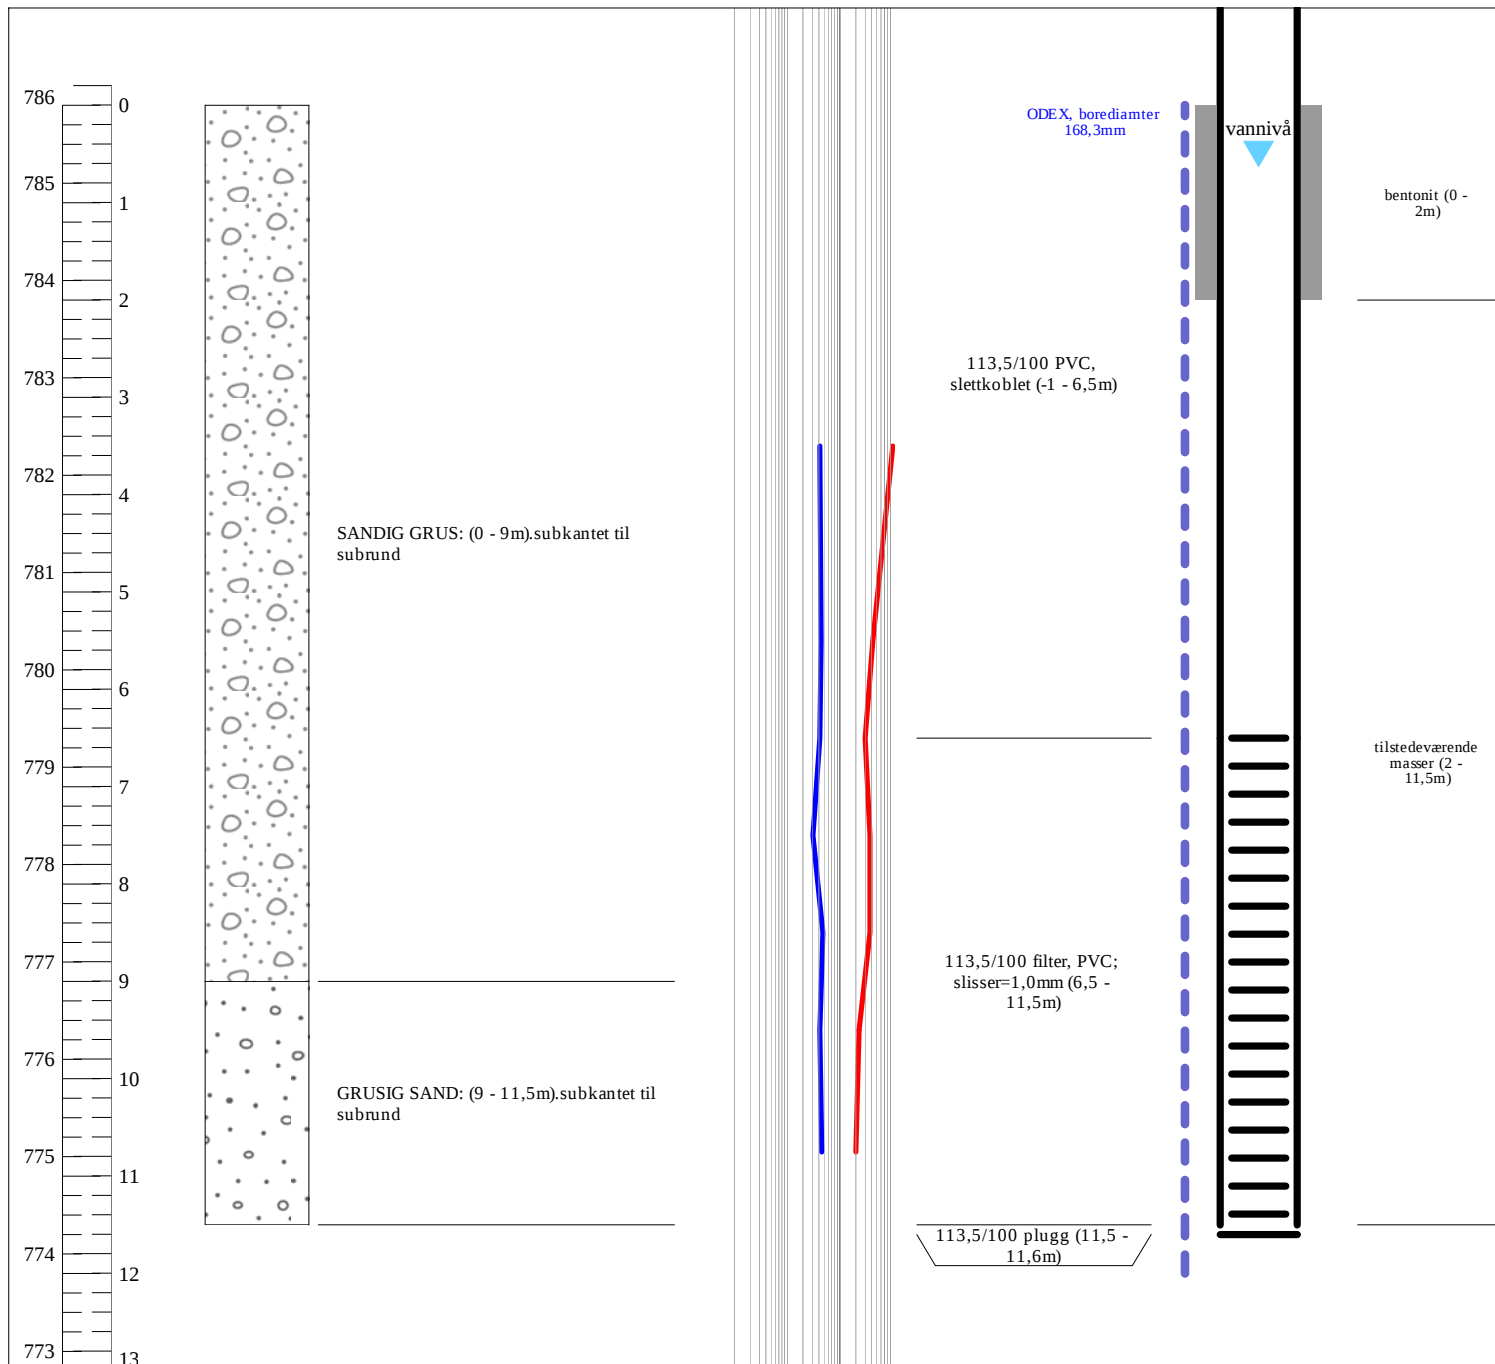 786
785
784
783
782
781
780
779
778
777
776
775
774
773
0
1
2
3
4
5
6
7
8
9
10
11
12
13
SANDIG GRUS: (0 - 9m).subkantet til
subrund
GRUSIG SAND: (9 - 11,5m).subkantet til
subrund
113,5/100 PVC,
slettkoblet (-1 - 6,5m)
113,5/100 filter, PVC;
slisser=1,0mm (6,5 -
11,5m)
113,5/100 plugg (11,5 -
11,6m)
ODEX, borediamter
168,3mm
vannivå
bentonit (0 -
2m)
tilstedeværende
masser (2 -
11,5m)